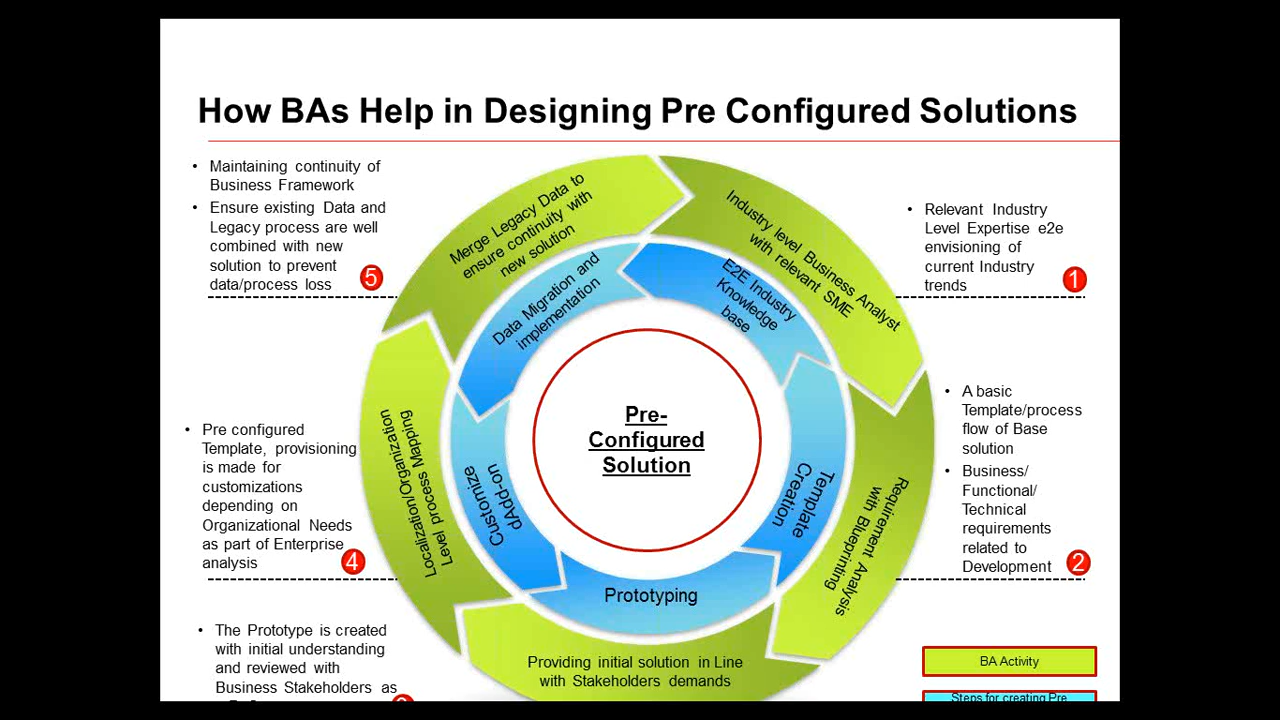 How BAs Help in Designing Pre Configured Solutions
• Maintaining continuity of
Business Framework
• Ensure existing Data and
Legacy process are well
combined with new
solution to prevent
data/process loss
5
Merge Legacy Data to
ensure continuity with
new solution
Industry level Business Analyst
with relevant SME
• Relevant Industry
Level Expertise e2e
envisioning of
current Industry
trends
1
Data Migration and
implementation
E2E Industry
Knowledge
base
Pre-
Configured
Solution
• A basic
Template/process
flow of Base
solution
• Business/
Functional/
Technical
requirements
related to
Development
2
• Pre configured
Template, provisioning
is made for
customizations
depending on
Organizational Needs
as part of Enterprise
analysis
4
Localization/Organization
Level process Mapping
Customize
dAdd-on
Template
Creation
Requirement Analysis
with Blueprinting
Prototyping
• The Prototype is created
with initial understanding
and reviewed with
Business Stakeholders as
Providing initial solution in Line
with Stakeholders demands
BA Activity
Steps for creating Pre